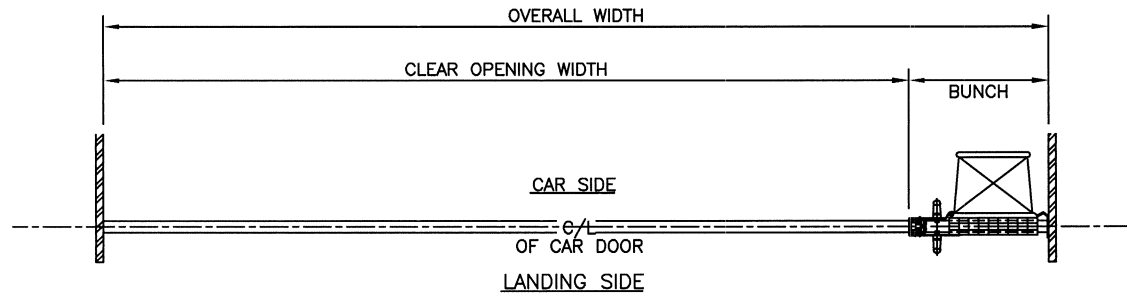 OVERALL WIDTH
CLEAR OPENING WIDTH
BUNCH
CAR SIDE
C/L
OF CAR DOOR
LANDING SIDE